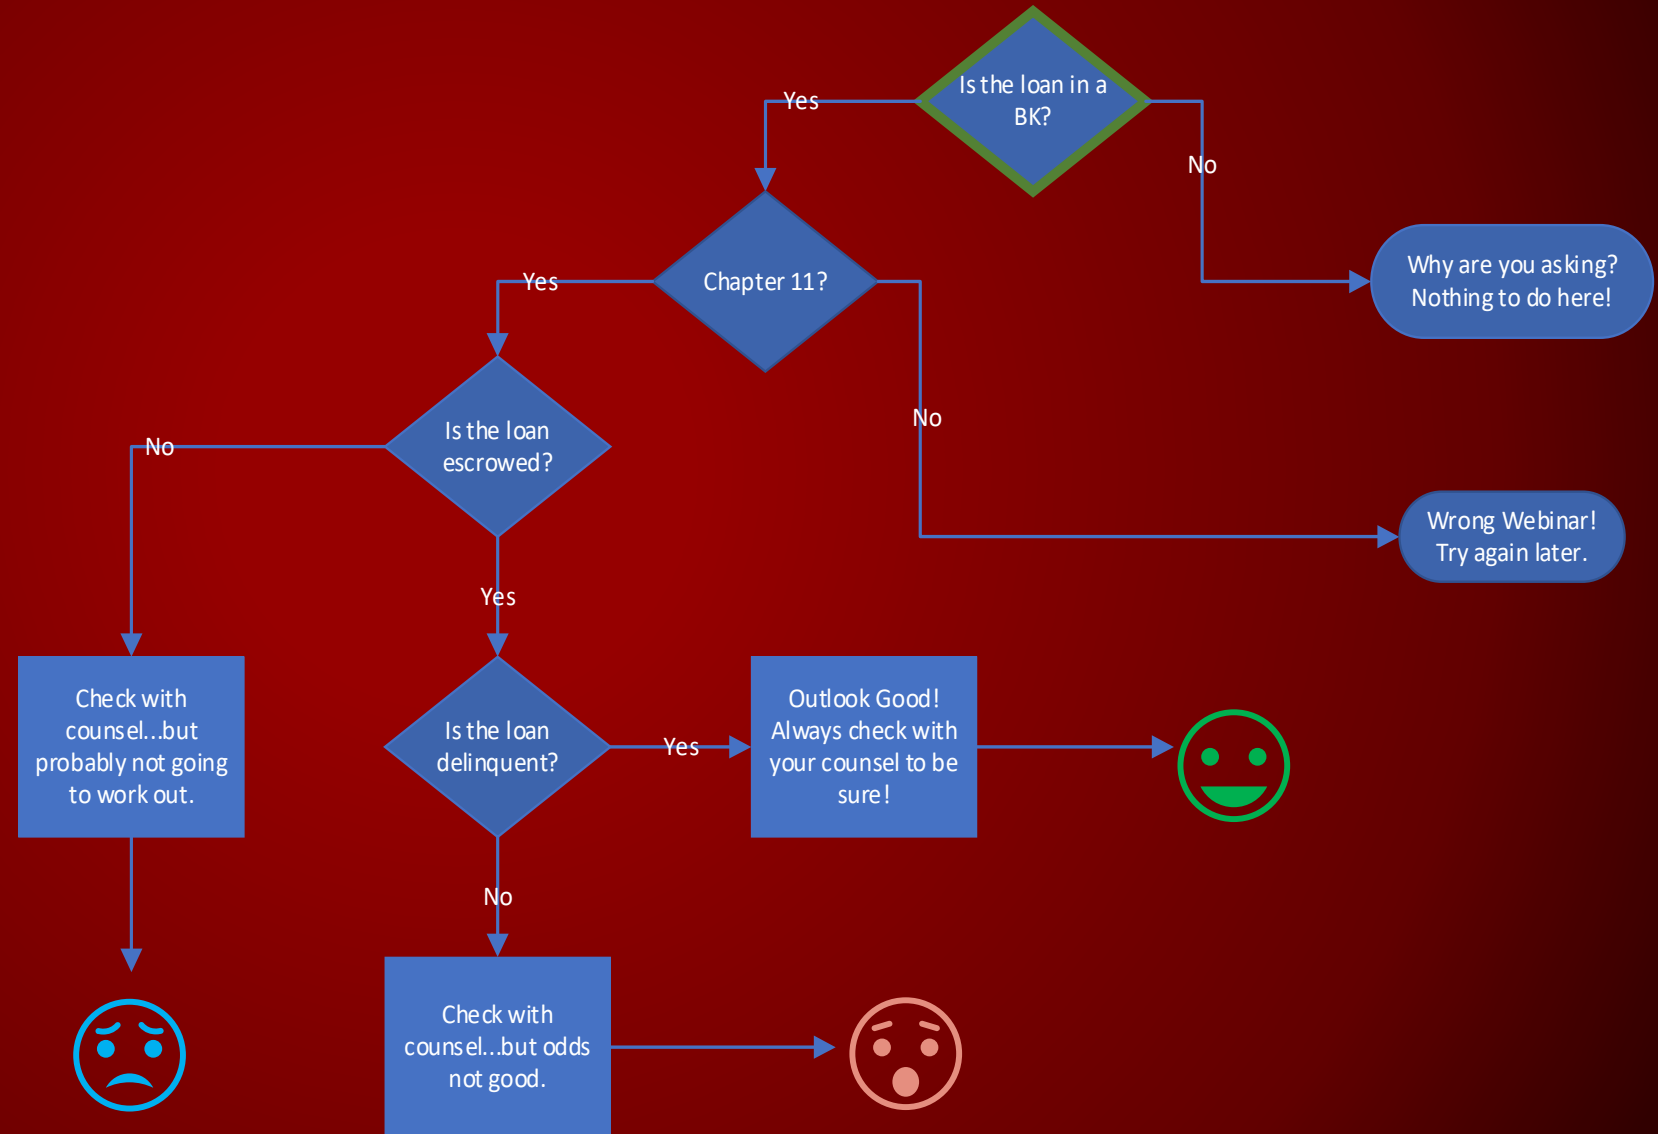 Is the loan in a
BK?
Yes
No
Chapter 11?
Why are you asking?
Nothing to do here!
Yes
No
Is the loan
escrowed?
No
Wrong Webinar!
Try again later.
Yes
Check with
counsel...but
probably not going
to work out.
Is the loan
delinquent?
Yes
Outlook Good!
Always check with
your counsel to be
sure!
No
Check with
counsel...but odds
not good.